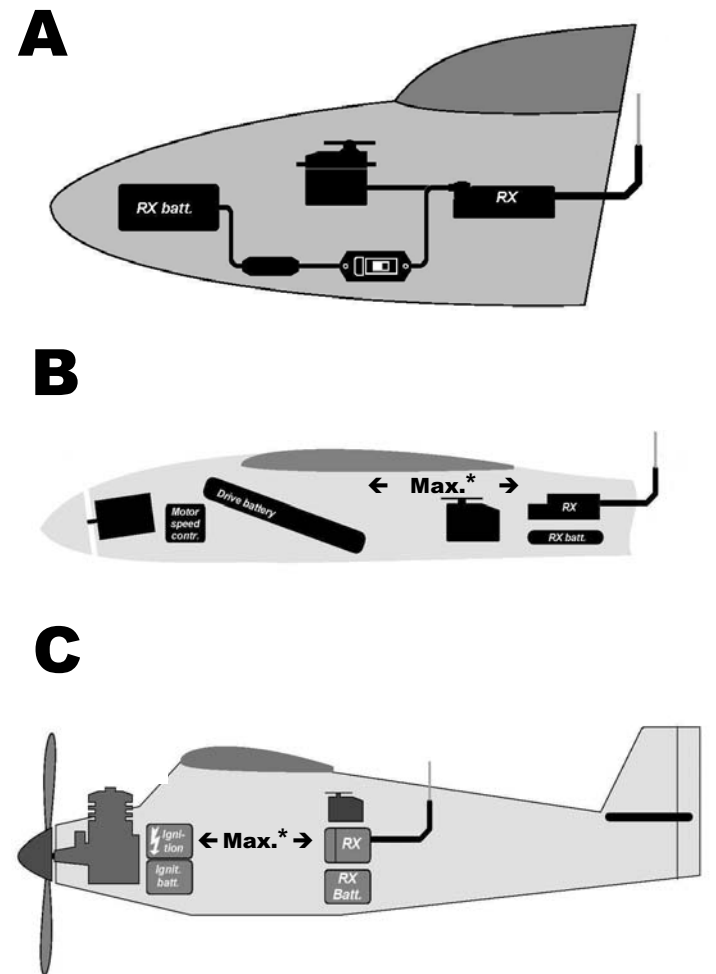 A
RX batt.
RX
B
Max.*
Drive battery
Motor
speed
contr.
RX
RX batt.
C
Igni-
tion
Max.*
RX
Ignit.
batt.
RX
Batt.